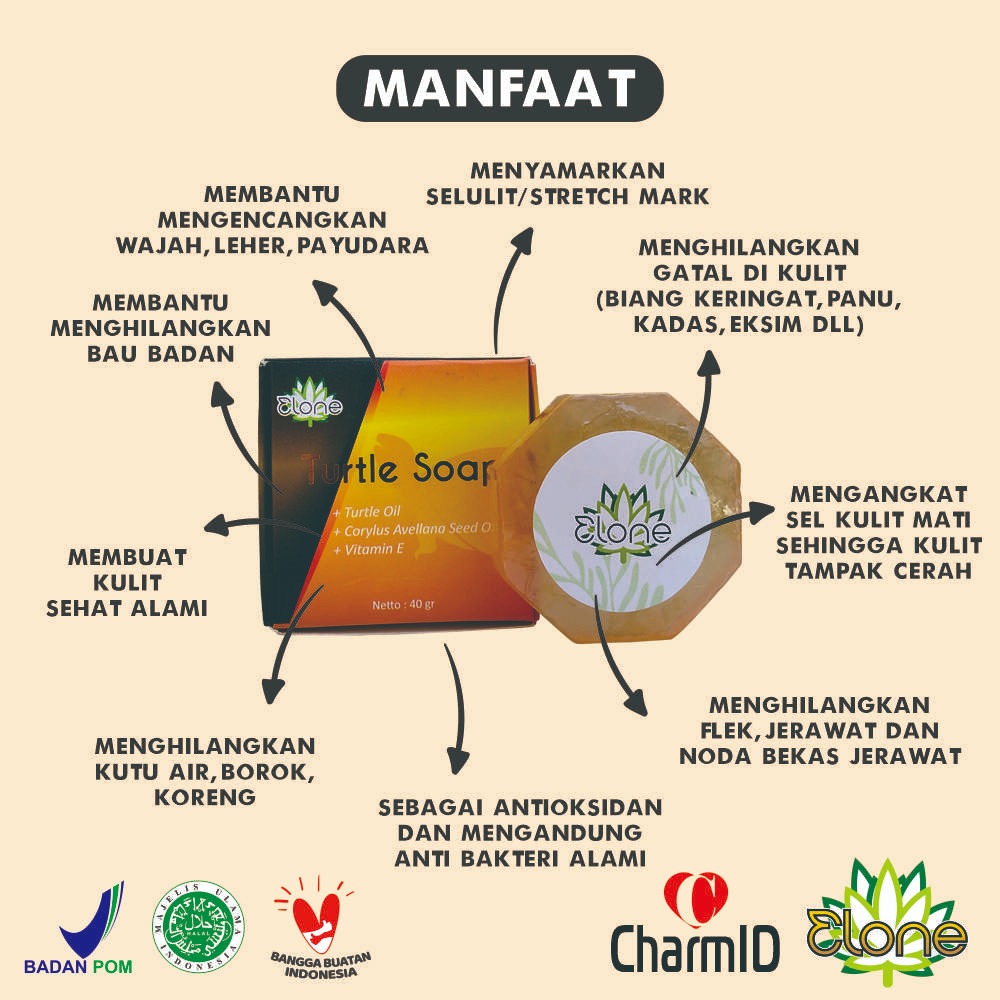 MANFAAT
MENYAMARKAN
SELULIT/STRETCH MARK
MEMBANTU
MENGENCANGKAN
WAJAH, LEHER, PAYUDARA
MENGHILANGKAN
GATAL DI KULIT
(BIANG KERINGAT, PANU,
KADAS, EKSIM DLL)
MEMBANTU
MENGHILANGKAN
BAU BADAN
Elone
Turtle Soap
+ Turtle Oil
+ Corylus Avellana Seed O
+ Vitamin E
Netto : 40 gr
Elone
MENGANGKAT
SEL KULIT MATI
SEHINGGA KULIT
TAMPAK CERAH
MEMBUAT
KULIT
SEHAT ALAMI
MENGHILANGKAN
FLEK, JERAWAT DAN
NODA BEKAS JERAWAT
MENGHILANGKAN
KUTU AIR, BOROK,
KORENG
SEBAGAI ANTIOKSIDAN
DAN MENGANDUNG
ANTI BAKTERI ALAMI
BADAN POM
MAJELIS ULAMA
INDONESIA
حلال
HALAL
BANGGA BUATAN
INDONESIA
CharmID
Elone